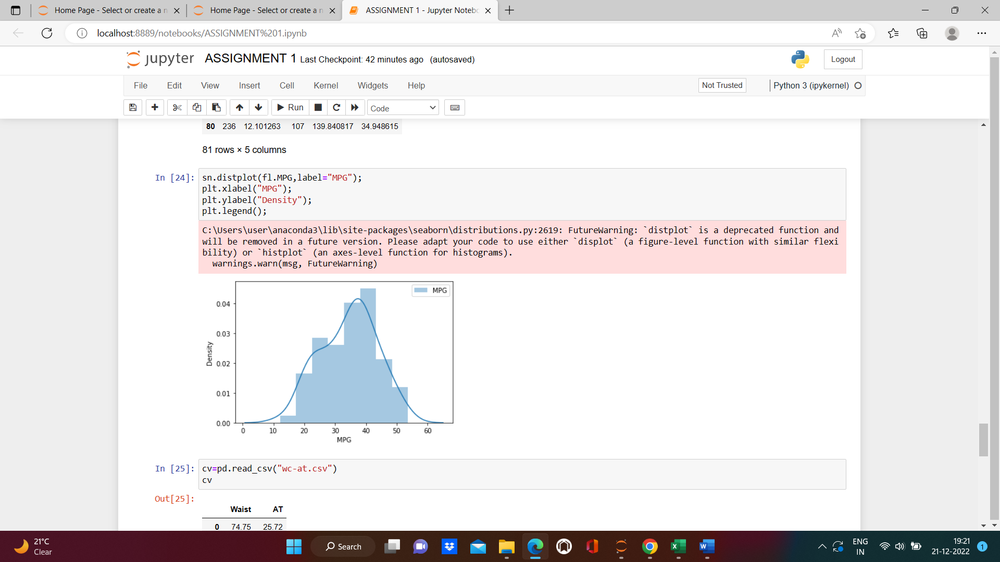 Home Page - Select or create a n
Home Page - Select or create a n
ASSIGNMENT 1 - Jupyter Notebo
localhost:8889/notebooks/ASSIGNMENT%201.ipynb
jupyter ASSIGNMENT 1 Last Checkpoint: 42 minutes ago (autosaved)
Logout
File Edit View Insert Cell Kernel Widgets Help
Not Trusted
Python 3 (ipykernel)
Run
Code
80 236 12.101263 107 139.840817 34.948615
81 rows × 5 columns
In [24]:
sn.distplot(fl.MPG,label="MPG");
plt.xlabel("MPG");
plt.ylabel("Density");
plt.legend();
C:\Users\user\anaconda3\lib\site-packages\seaborn\distributions.py:2619: FutureWarning: `distplot` is a deprecated function and
will be removed in a future version. Please adapt your code to use either `displot` (a figure-level function with similar flexi
bility) or `histplot` (an axes-level function for histograms).
  warnings.warn(msg, FutureWarning)
MPG
0.04
0.03
0.02
0.01
0.00
Density
0 10 20 30 40 50 60
MPG
In [25]:
cv=pd.read_csv("wc-at.csv")
cv
Out[25]:
Waist AT
0 74.75 25.72
21°C
Clear
Search
ENG
IN
19:21
21-12-2022
1